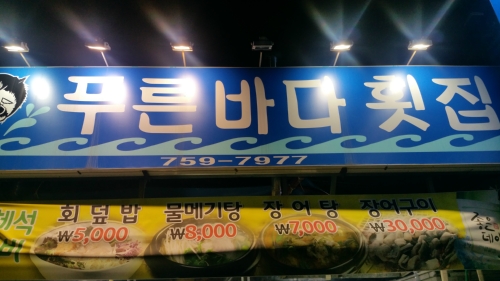 푸른바다횟집
759-7977
회덮밥 물메기탕 장어탕 장어구이
₩5,000 ₩8,000 ₩7,000 ₩30,000